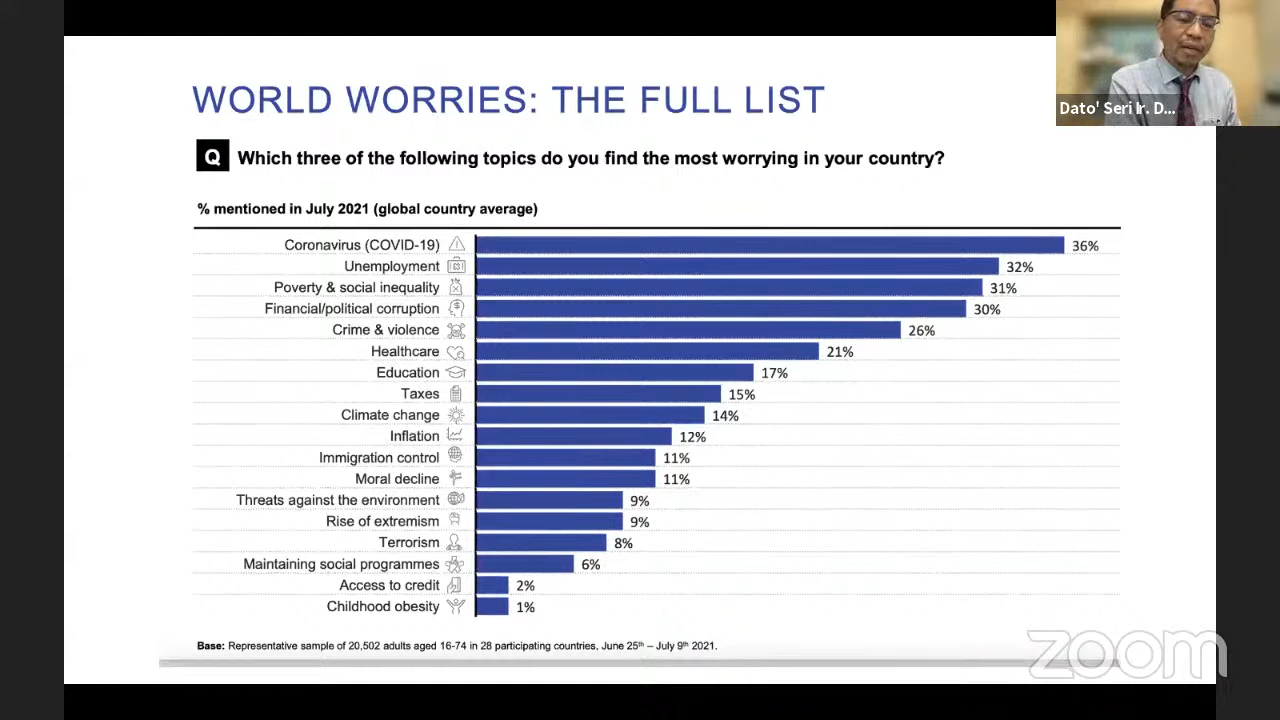 WORLD WORRIES: THE FULL LIST
Dato' Seri Ir. D...
Q Which three of the following topics do you find the most worrying in your country?
% mentioned in July 2021 (global country average)
Coronavirus (COVID-19) 36%
Unemployment 32%
Poverty & social inequality 31%
Financial/political corruption 30%
Crime & violence 26%
Healthcare 21%
Education 17%
Taxes 15%
Climate change 14%
Inflation 12%
Immigration control 11%
Moral decline 11%
Threats against the environment 9%
Rise of extremism 9%
Terrorism 8%
Maintaining social programmes 6%
Access to credit 2%
Childhood obesity 1%
Base: Representative sample of 20,502 adults aged 16-74 in 28 participating countries, June 25th – July 9th 2021.
zoom